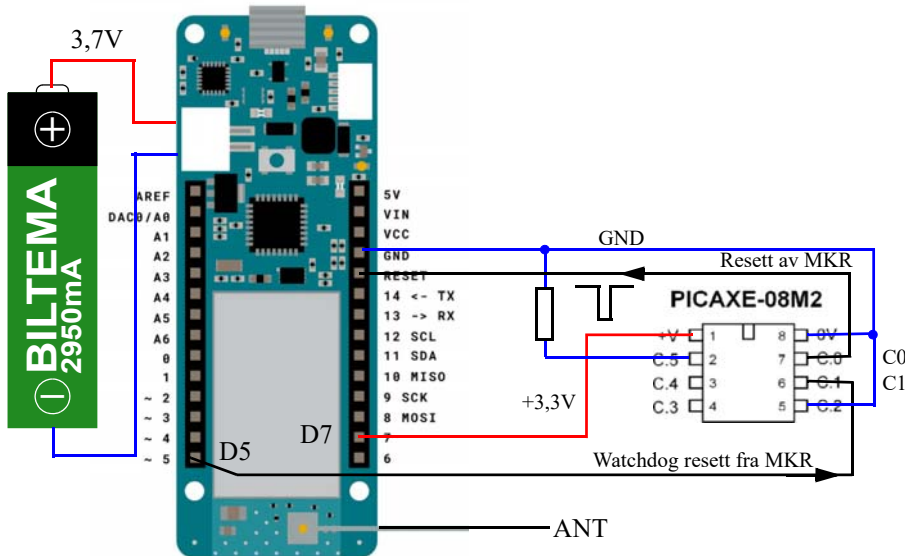 3,7V
BILTEMA
2950mA
AREF
DAC0/A0
A1
A2
A3
A4
A5
A6
0
1
~ 2
~ 3
~ 4
~ 5
5V
VIN
VCC
GND
RESET
14 <- TX
13 -> RX
12 SCL
11 SDA
10 MISO
9 SCK
8 MOSI
7
6
D5
D7
GND
Resett av MKR
PICAXE-08M2
+V 1 8 0V
C.5 2 7 C.0
C.4 3 6 C.1
C.3 4 5 C.2
C0
C1
+3,3V
Watchdog resett fra MKR
ANT